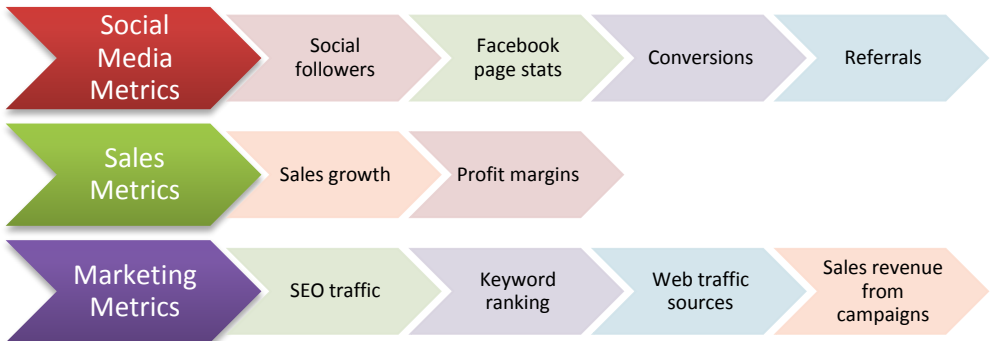 Social
Media
Metrics
Social
followers
Facebook
page stats
Conversions
Referrals
Sales
Metrics
Sales growth
Profit margins
Marketing
Metrics
SEO traffic
Keyword
ranking
Web traffic
sources
Sales revenue
from
campaigns